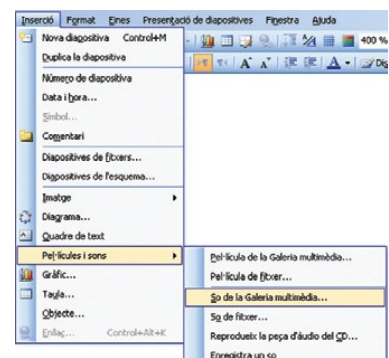 Inserció Format Eines Presentació de diapositives Finestra Ajuda
Nova diapositiva Control+M
400 %
Duplica la diapositiva
Número de diapositiva
Data i hora...
Símbol...
Comentari
Diapositives de fitxers...
Diapositives de l'esquema...
Imatge
Diagrama...
Quadre de text
Pel·lícules i sons
Pel·lícula de la Galeria multimèdia...
Gràfic...
Pel·lícula de fitxer...
Taula...
So de la Galeria multimèdia...
Objecte...
So de fitxer...
Enllaç... Control+Alt+K
Reprodueix la peça d'àudio del CD...
Enregistra un so